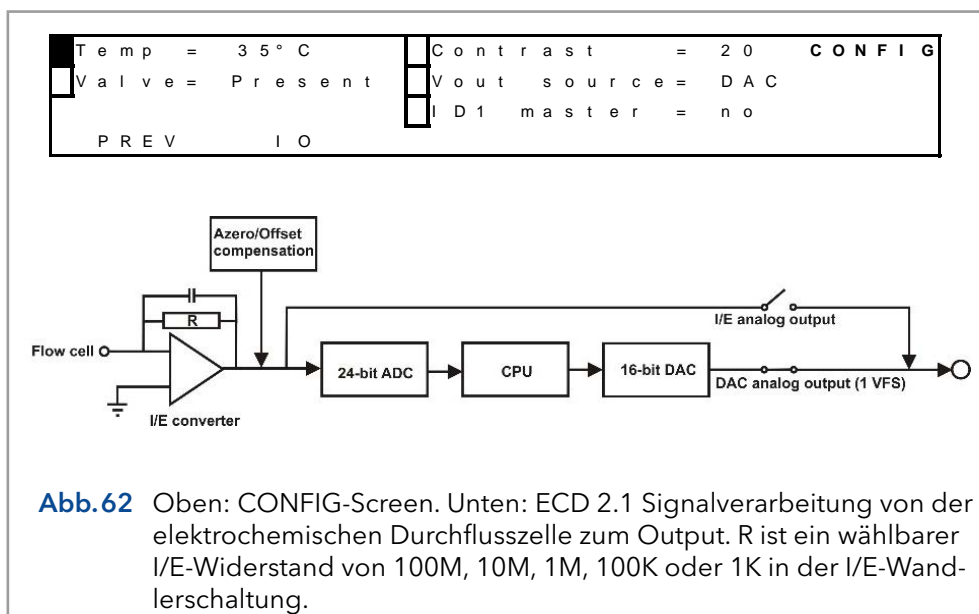 Temp = 35°C Contrast = 20 CONFIG
Valve= Present Vout source= DAC
ID1 master = no
PREV IO
Azero/Offset
compensation
R
I/E analog output
Flow cell
24-bit ADC
CPU
16-bit DAC
DAC analog output (1 VFS)
I/E converter
Abb.62 Oben: CONFIG-Screen. Unten: ECD 2.1 Signalverarbeitung von der
elektrochemischen Durchflusszelle zum Output. R ist ein wählbarer
I/E-Widerstand von 100M, 10M, 1M, 100K oder 1K in der I/E-Wand-
lerschaltung.